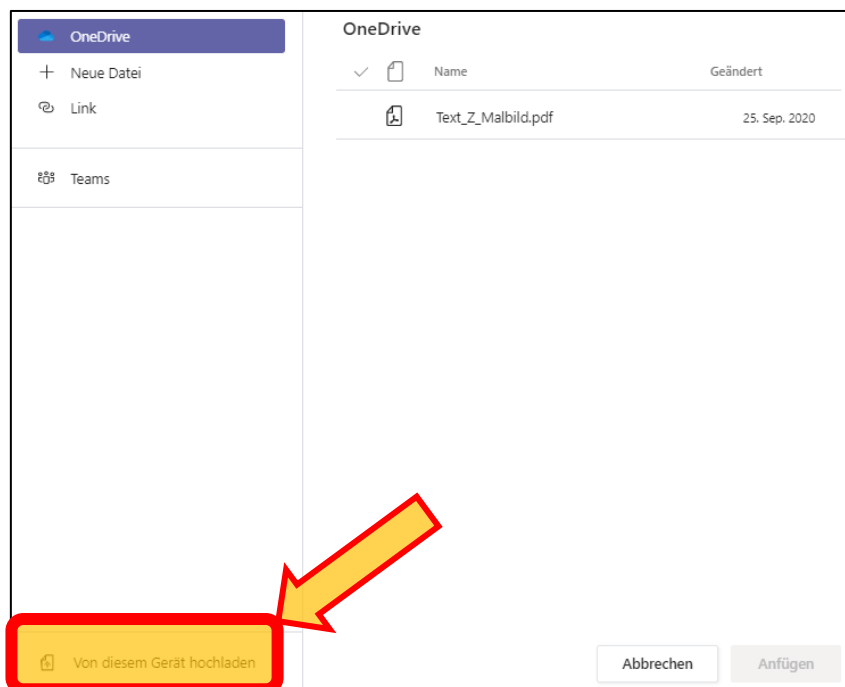 OneDrive
Neue Datei
Link
Teams
Von diesem Gerät hochladen
OneDrive
Name Geändert
Text_Z_Malbild.pdf 25. Sep. 2020
Abbrechen Anfügen